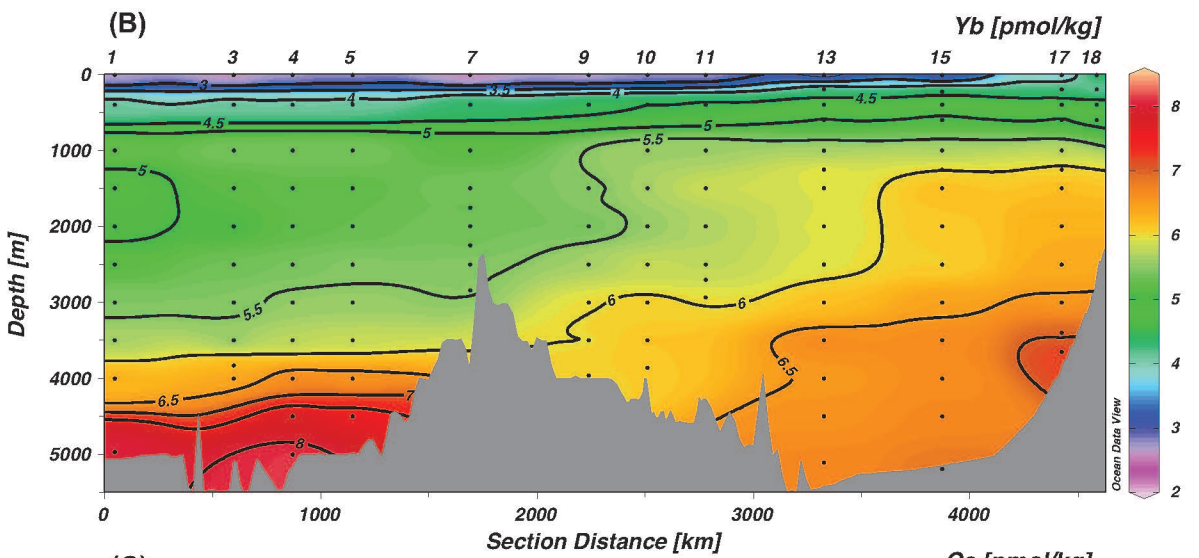 (B)
Yb [pmol/kg]
1 3 4 5 7 9 10 11 13 15 17 18
0
1000
2000
3000
4000
5000
Depth [m]
3 3.5 4
4 4.5
4.5 5 5
5.5
5
5.5 6 6
6.5
6.5 7
8
8
7
6
5
4
3
2
Ocean Data View
0 1000 2000 3000 4000
Section Distance [km]